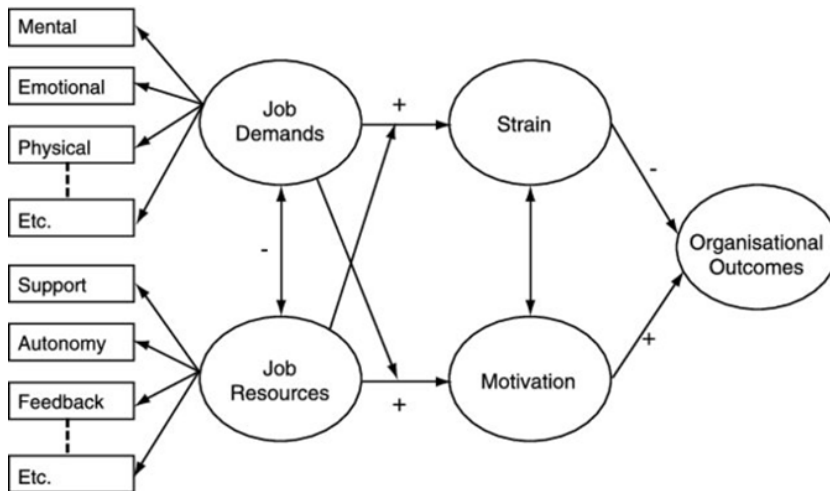 Mental
Emotional
Physical
Etc.
Support
Autonomy
Feedback
Etc.
Job
Demands
-
Job
Resources
+
+
Strain
Motivation
-
+
Organisational
Outcomes